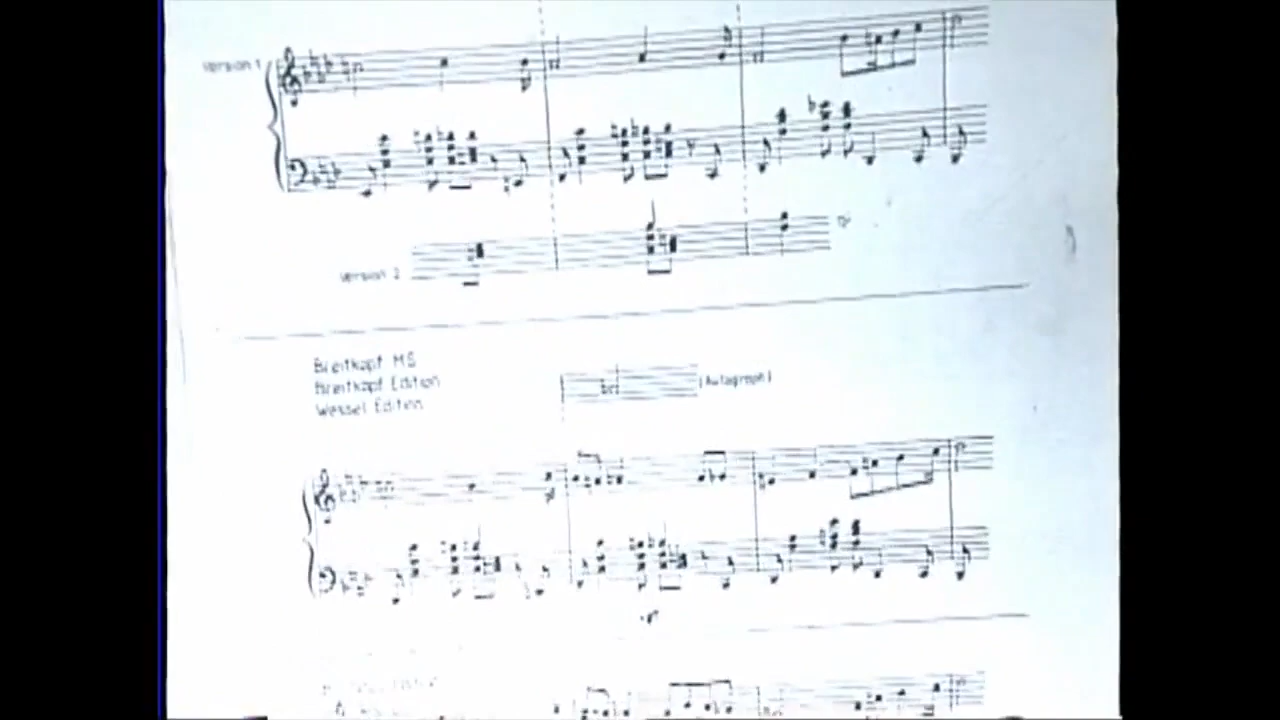 Version 1
Version 2
Breitkopf MS
Breitkopf Edition
Wessel Edition
(Autograph)